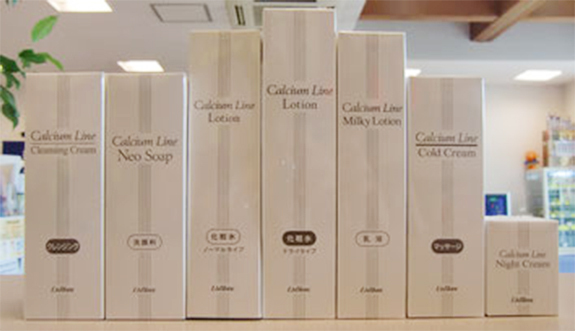 Calcium Line
Cleansing Cream
クレンジング
Calcium Line
Neo Soap
洗顔料
Calcium Line
Lotion
化粧水
ノーマルタイプ
Calcium Line
Lotion
化粧水
ドライタイプ
Calcium Line
Milky Lotion
乳液
Calcium Line
Cold Cream
マッサージ
Calcium Line
Night Cream